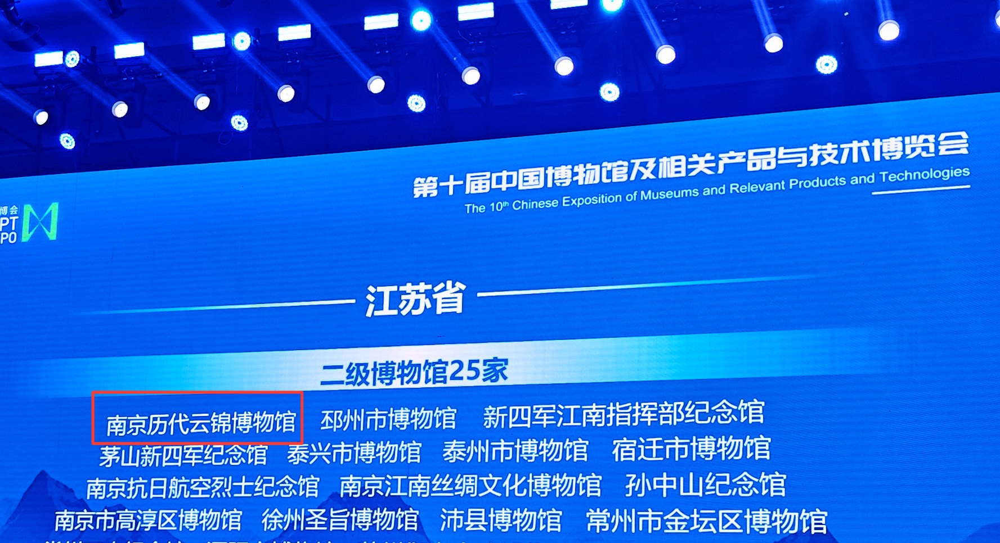 第十届中国博物馆及相关产品与技术博览会
The 10th Chinese Exposition of Museums and Relevant Products and Technologies
博会
PT
PO
江苏省
二级博物馆25家
南京历代云锦博物馆 邳州市博物馆 新四军江南指挥部纪念馆
茅山新四军纪念馆 泰兴市博物馆 泰州市博物馆 宿迁市博物馆
南京抗日航空烈士纪念馆 南京江南丝绸文化博物馆 孙中山纪念馆
南京市高淳区博物馆 徐州圣旨博物馆 沛县博物馆 常州市金坛区博物馆